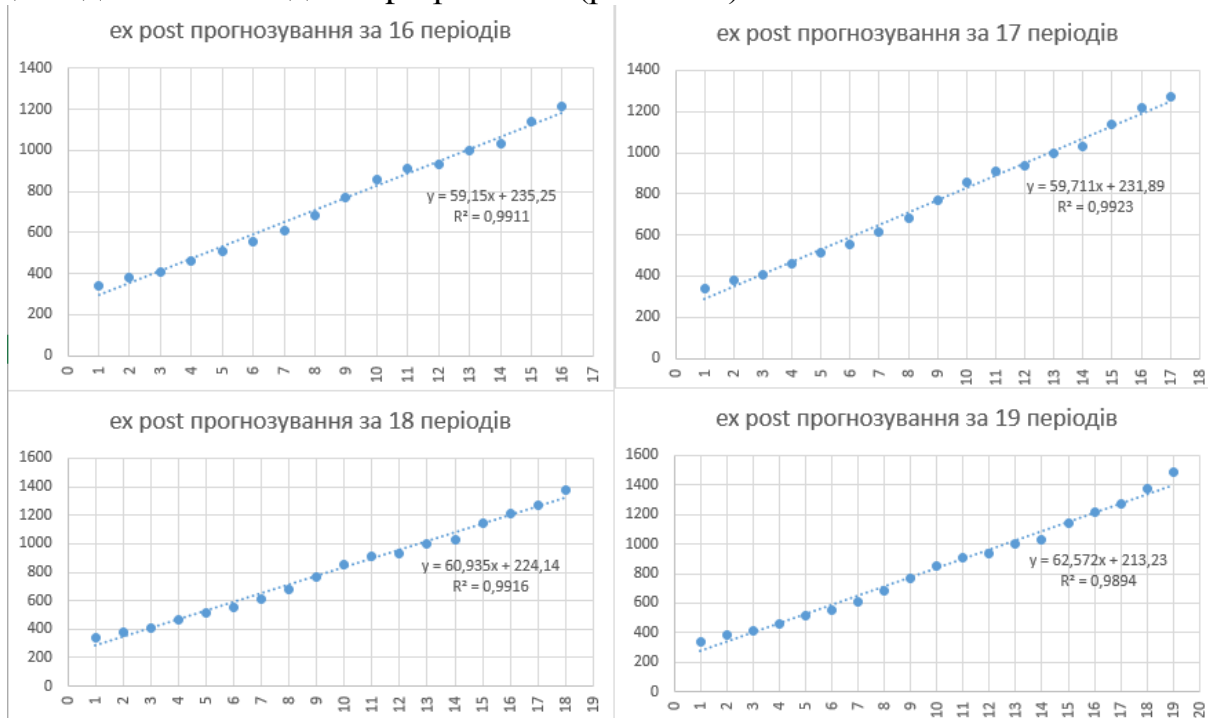 ex post прогнозування за 16 періодів
1400
1200
1000
800
600
400
200
0
y = 59,15x + 235,25
R² = 0,9911
0 1 2 3 4 5 6 7 8 9 10 11 12 13 14 15 16 17
ex post прогнозування за 17 періодів
1400
1200
1000
800
600
400
200
0
y = 59,711x + 231,89
R² = 0,9923
0 1 2 3 4 5 6 7 8 9 10 11 12 13 14 15 16 17 18
ex post прогнозування за 18 періодів
1600
1400
1200
1000
800
600
400
200
0
y = 60,935x + 224,14
R² = 0,9916
0 1 2 3 4 5 6 7 8 9 10 11 12 13 14 15 16 17 18 19
ex post прогнозування за 19 періодів
1600
1400
1200
1000
800
600
400
200
0
y = 62,572x + 213,23
R² = 0,9894
0 1 2 3 4 5 6 7 8 9 10 11 12 13 14 15 16 17 18 19 20